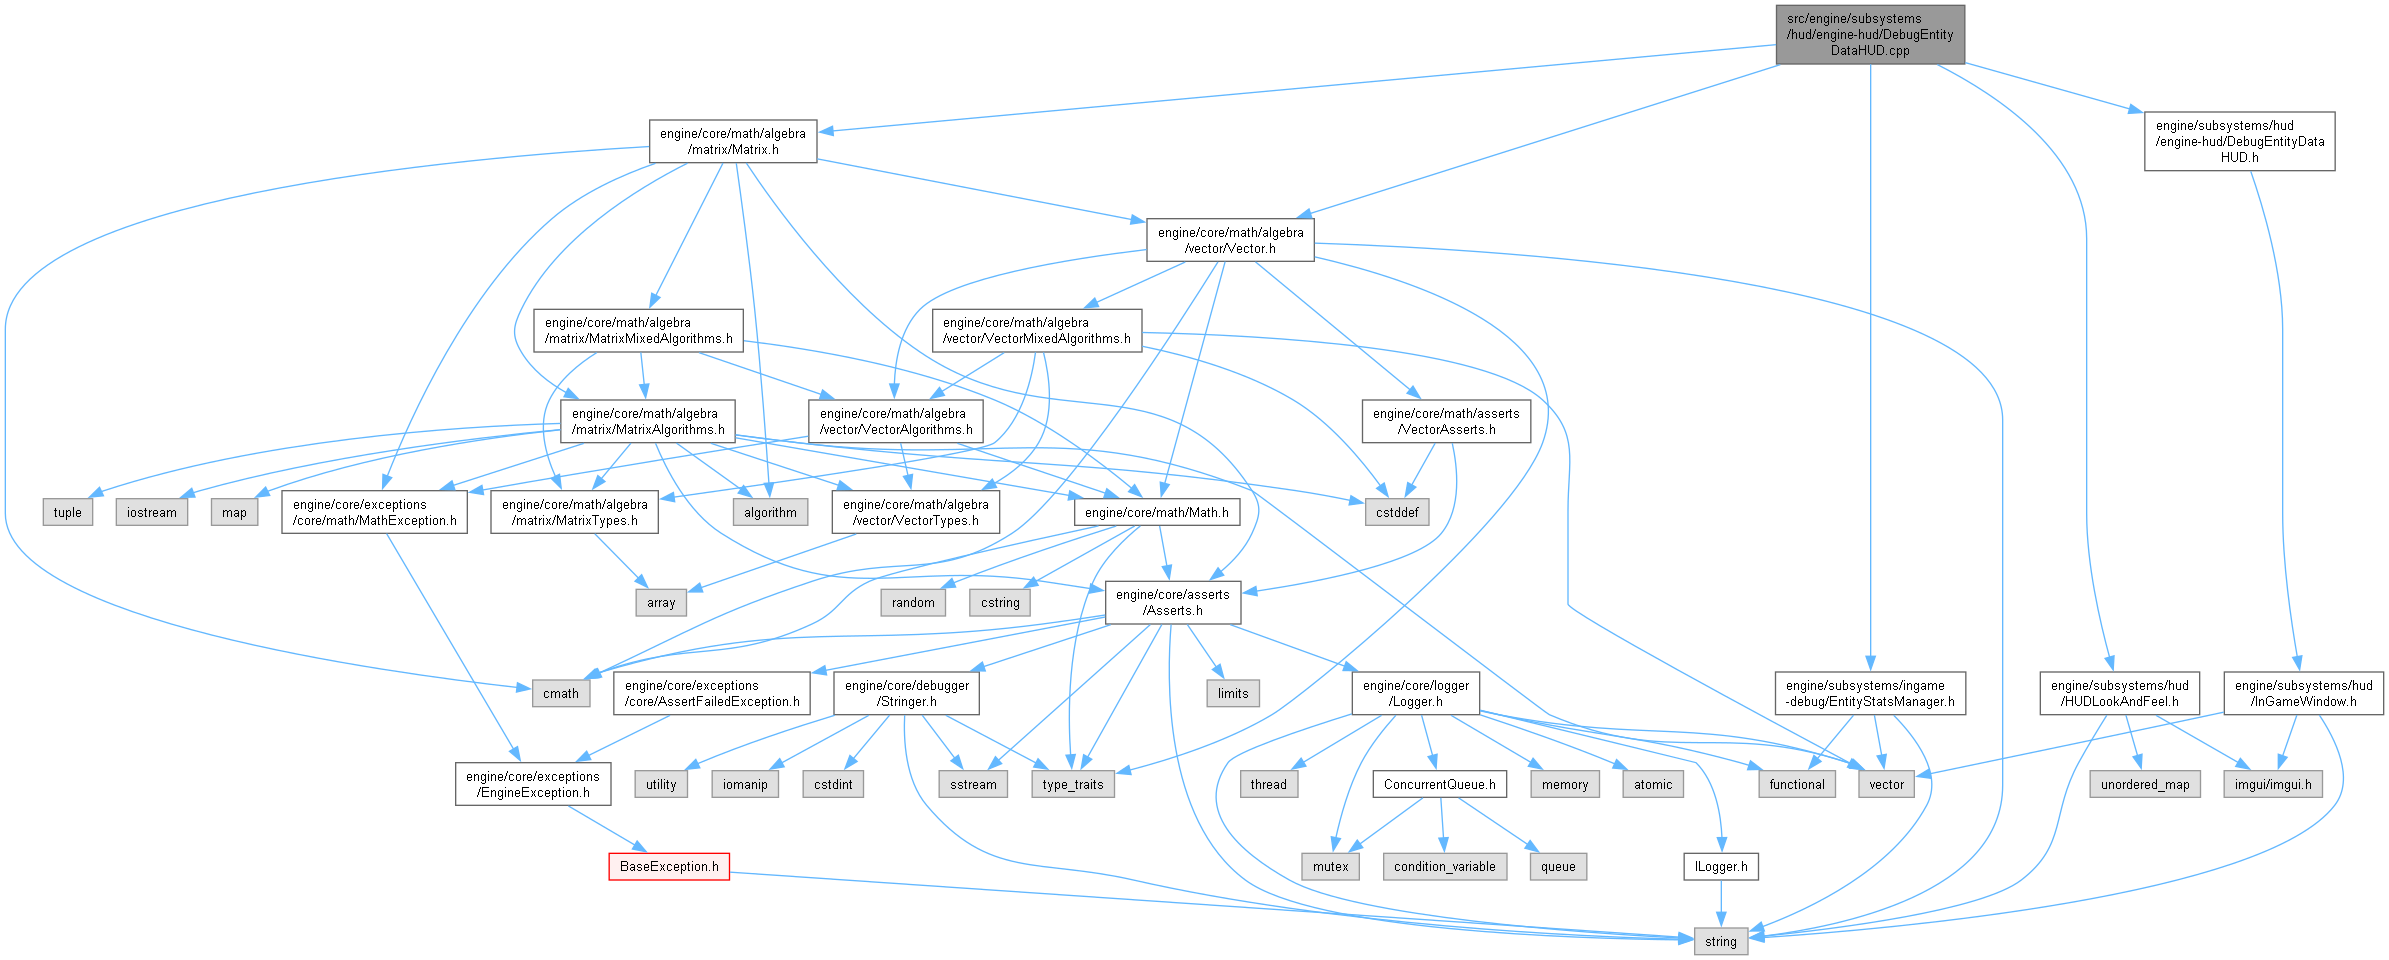 src/engine/subsystems
/hud/engine-hud/DebugEntity
DataHUD.cpp
engine/core/math/algebra
/matrix/Matrix.h
engine/subsystems/hud
/engine-hud/DebugEntityData
HUD.h
engine/core/math/algebra
/vector/Vector.h
engine/core/math/algebra
/matrix/MatrixMixedAlgorithms.h
engine/core/math/algebra
/vector/VectorMixedAlgorithms.h
engine/core/math/algebra
/matrix/MatrixAlgorithms.h
engine/core/math/algebra
/vector/VectorAlgorithms.h
engine/core/math/asserts
/VectorAsserts.h
tuple
iostream
map
engine/core/exceptions
/core/math/MathException.h
engine/core/math/algebra
/matrix/MatrixTypes.h
algorithm
engine/core/math/algebra
/vector/VectorTypes.h
engine/core/math/Math.h
cstddef
array
random
cstring
engine/core/asserts
/Asserts.h
cmath
engine/core/exceptions
/core/AssertFailedException.h
engine/core/debugger
/Stringer.h
limits
engine/core/logger
/Logger.h
engine/subsystems/ingame
-debug/EntityStatsManager.h
engine/subsystems/hud
/HUDLookAndFeel.h
engine/subsystems/hud
/InGameWindow.h
engine/core/exceptions
/EngineException.h
utility
iomanip
cstdint
sstream
type_traits
thread
ConcurrentQueue.h
memory
atomic
functional
vector
unordered_map
imgui/imgui.h
BaseException.h
mutex
condition_variable
queue
ILogger.h
string